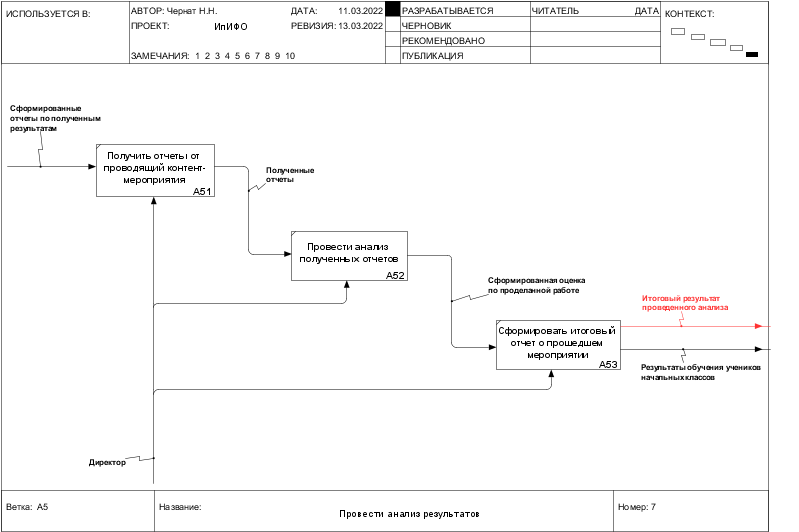 ИСПОЛЬЗУЕТСЯ В:
АВТОР: Чернат Н.Н.
ДАТА: 11.03.2022
РАЗРАБАТЫВАЕТСЯ
ЧИТАТЕЛЬ
ДАТА
КОНТЕКСТ:
ПРОЕКТ: ИпИФО
РЕВИЗИЯ: 13.03.2022
ЧЕРНОВИК
РЕКОМЕНДОВАНО
ЗАМЕЧАНИЯ: 1 2 3 4 5 6 7 8 9 10
ПУБЛИКАЦИЯ
Сформированные
отчеты по полученным
результатам
Получить отчеты от
проводящий контент-
мероприятия
A51
Полученные
отчеты
Провести анализ
полученных отчетов
A52
Сформированная оценка
по проделанной работе
Итоговый результат
проведенного анализа
Сформировать итоговый
отчет о прошедшем
мероприятии
A53
Результаты обучения учеников
начальных классов
Директор
Ветка: A5
Название:
Провести анализ результатов
Номер: 7